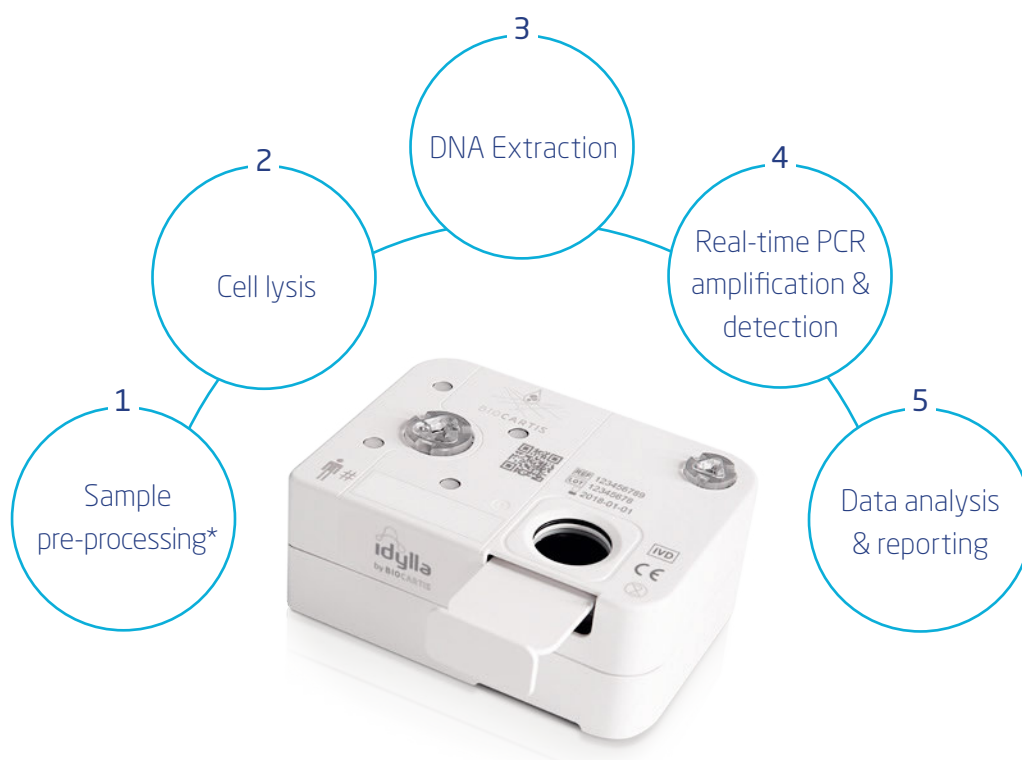 3
DNA Extraction
2
Cell lysis
4
Real-time PCR
amplification &
detection
1
Sample
pre-processing*
5
Data analysis
& reporting
BIOCARTIS
#
REF 123456789
LOT 12345678
2018-01-01
idylla
by BIOCARTIS
IVD
CE